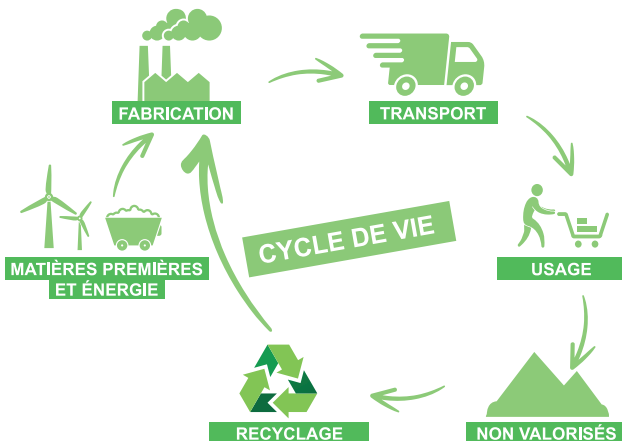 FABRICATION
TRANSPORT
CYCLE DE VIE
MATIÈRES PREMIÈRES
ET ÉNERGIE
USAGE
RECYCLAGE
NON VALORISÉS